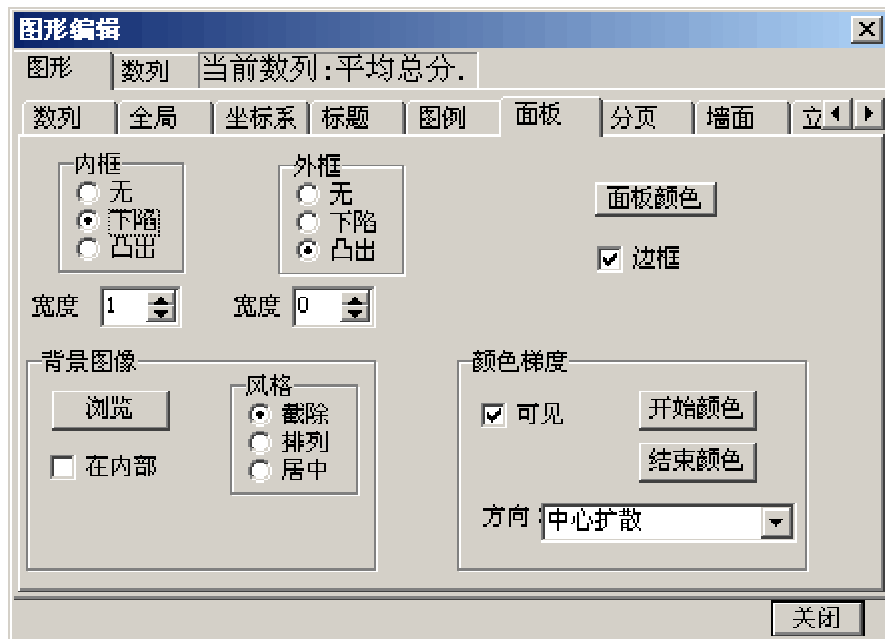 图形编辑
图形 数列 当前数列:平均总分.
数列 全局 坐标系 标题 图例 面板 分页 墙面 立
内框
无
下陷
凸出
外框
无
下陷
凸出
面板颜色
边框
宽度 1
宽度 0
背景图像
浏览
在内部
风格
截除
排列
居中
颜色梯度
可见
开始颜色
结束颜色
方向: 中心扩散
关闭